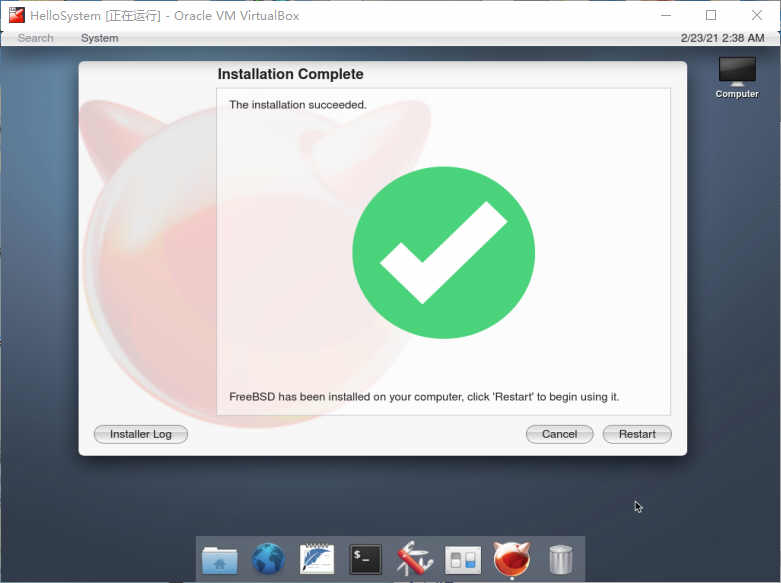 HelloSystem [正在运行] - Oracle VM VirtualBox
Search System 2/23/21 2:38 AM
Computer
Installation Complete
The installation succeeded.
FreeBSD has been installed on your computer, click 'Restart' to begin using it.
Installer Log Cancel Restart
$_